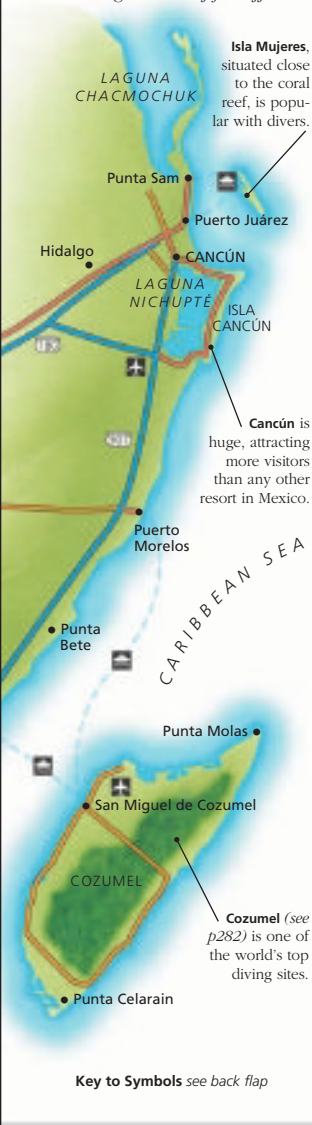 Isla Mujeres,
situated close
to the coral
reef, is popu-
lar with divers.
LAGUNA
CHACMOCHUK
Punta Sam
Puerto Juárez
Hidalgo
CANCÚN
LAGUNA
NICHUPTÉ
ISLA
CANCÚN
180
Cancún is
huge, attracting
more visitors
than any other
resort in Mexico.
Puerto
Morelos
CARIBBEAN SEA
Punta
Bete
Punta Molas
San Miguel de Cozumel
COZUMEL
Cozumel (see
p282) is one of
the world's top
diving sites.
Punta Celarain
Key to Symbols see back flap